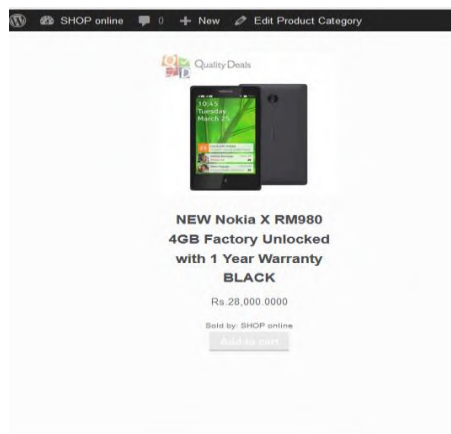 SHOP online 0 New Edit Product Category
Quality Deals
10:45
Tuesday
March 25
NEW Nokia X RM980
4GB Factory Unlocked
with 1 Year Warranty
BLACK
Rs.28,000.0000
Sold by: SHOP online
Add to cart